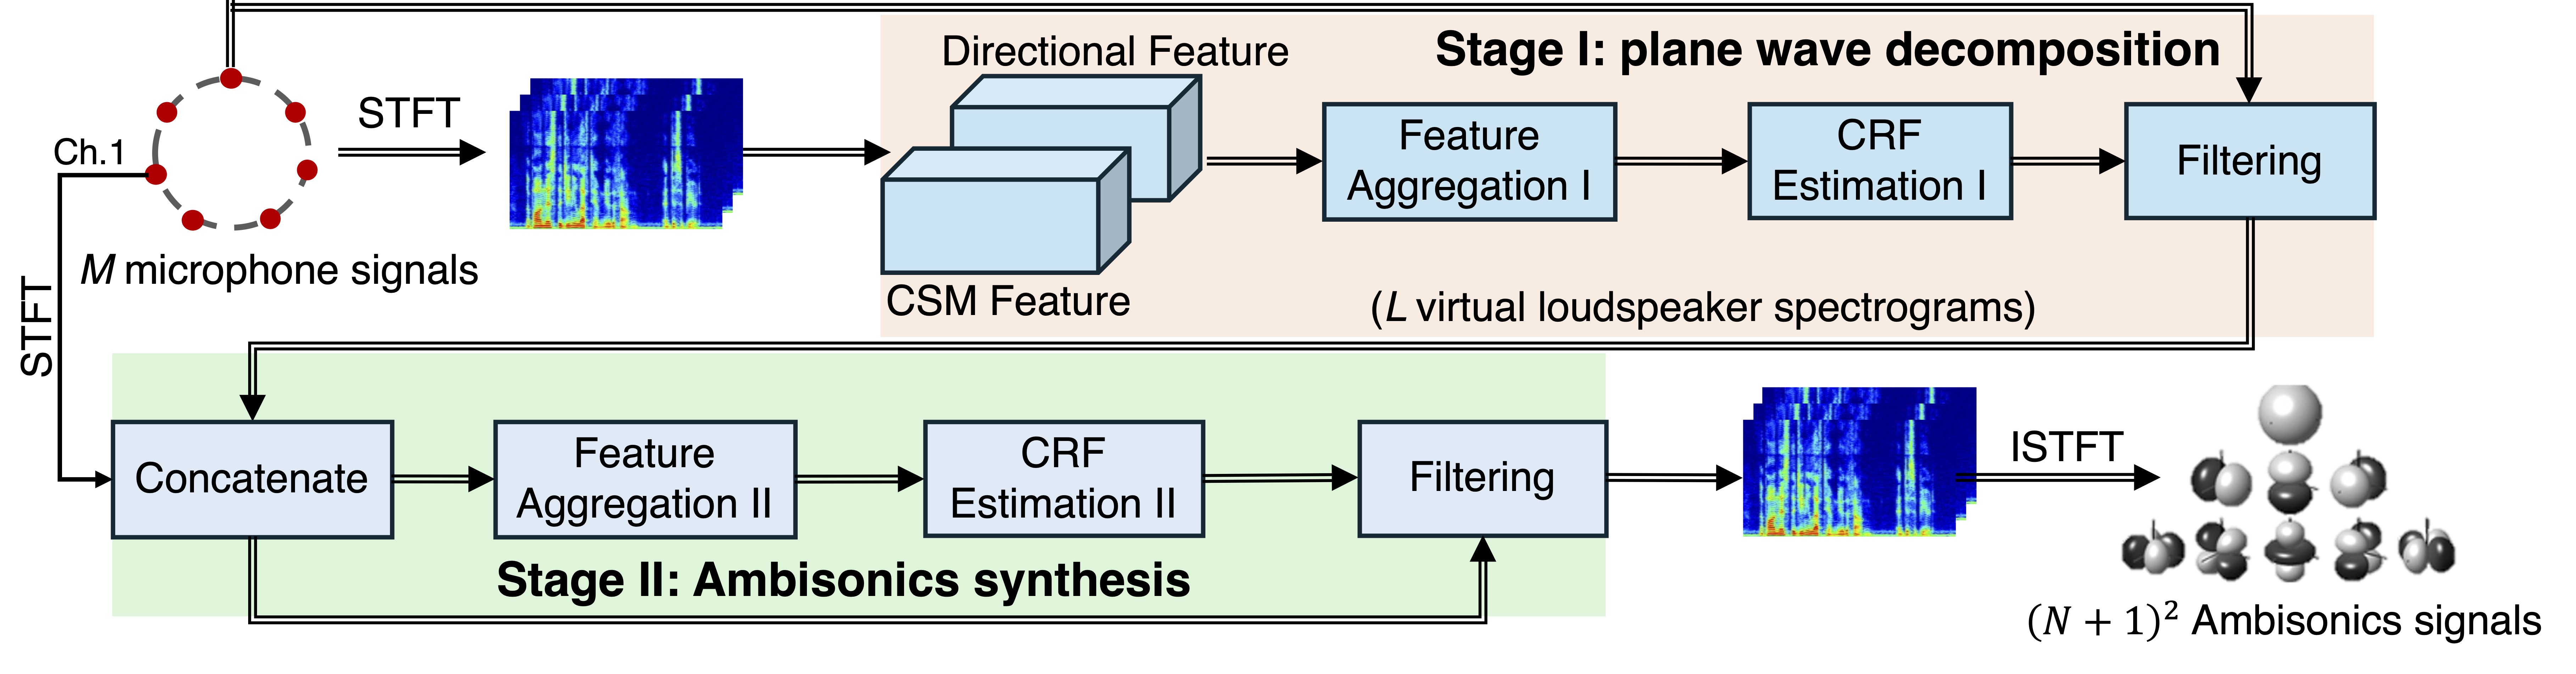 Directional Feature
Stage I: plane wave decomposition
STFT
Ch.1
Feature
Aggregation I
CRF
Estimation I
Filtering
M microphone signals
CSM Feature
(L virtual loudspeaker spectrograms)
STFT
Concatenate
Feature
Aggregation II
CRF
Estimation II
Filtering
ISTFT
Stage II: Ambisonics synthesis
(N + 1)² Ambisonics signals